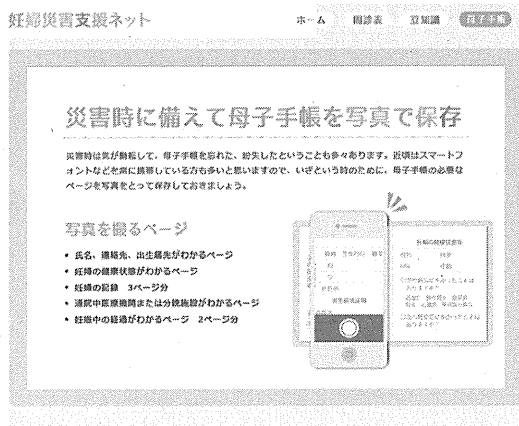 妊婦災害支援ネット
ホーム 問診表 豆知識 母子手帳
災害時に備えて母子手帳を写真で保存
災害時は気が動転して、母子手帳を忘れた、紛失したということも多々あります。近頃はスマートフ
ォントなどを常に携帯している方も多いと思いますので、いざという時のために、母子手帳の必要な
ページを写真をとって保存しておきましょう。
写真を撮るページ
• 氏名、連絡先、出生届先がわかるページ
• 妊婦の健康状態がわかるページ
• 妊婦の記録 3ページ分
• 通院中医療機関または分娩施設がわかるページ
• 妊娠中の経過がわかるページ 2ページ分
妊婦の健康状態等